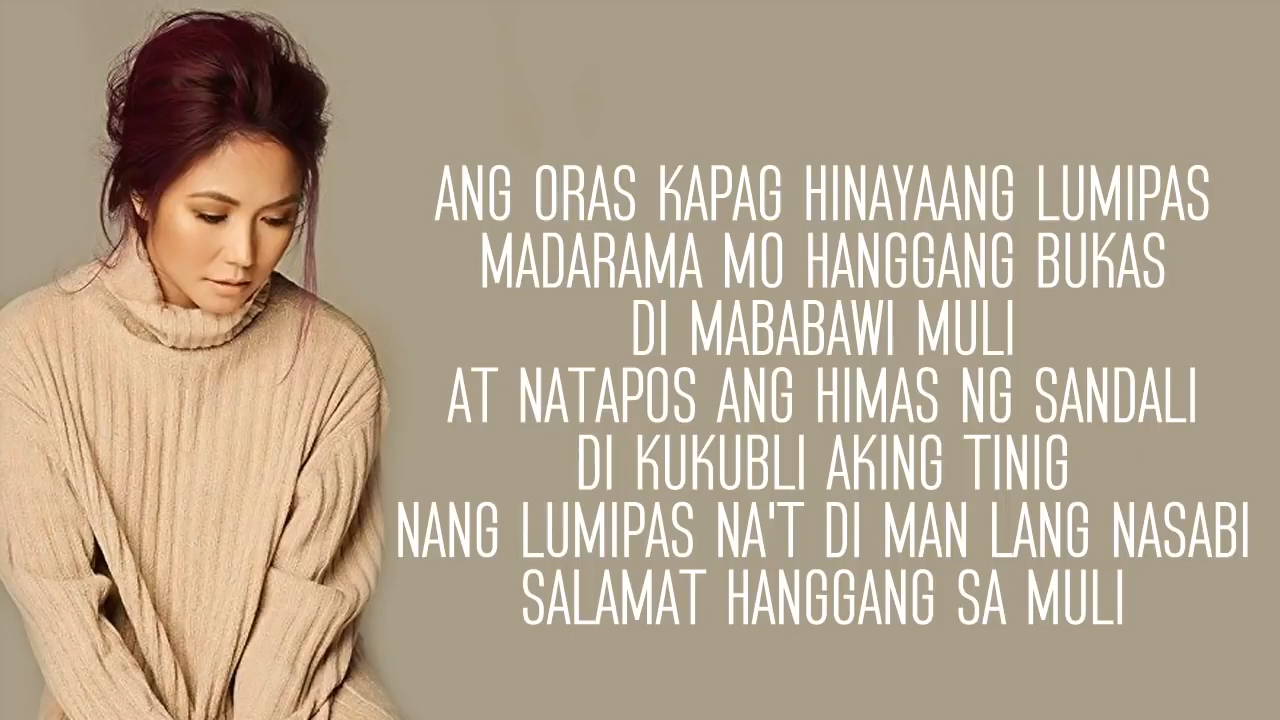 ANG ORAS KAPAG HINAYAANG LUMIPAS
MADARAMA MO HANGGANG BUKAS
DI MABABAWI MULI
AT NATAPOS ANG HIMAS NG SANDALI
DI KUKUBLI AKING TINIG
NANG LUMIPAS NA'T DI MAN LANG NASABI
SALAMAT HANGGANG SA MULI